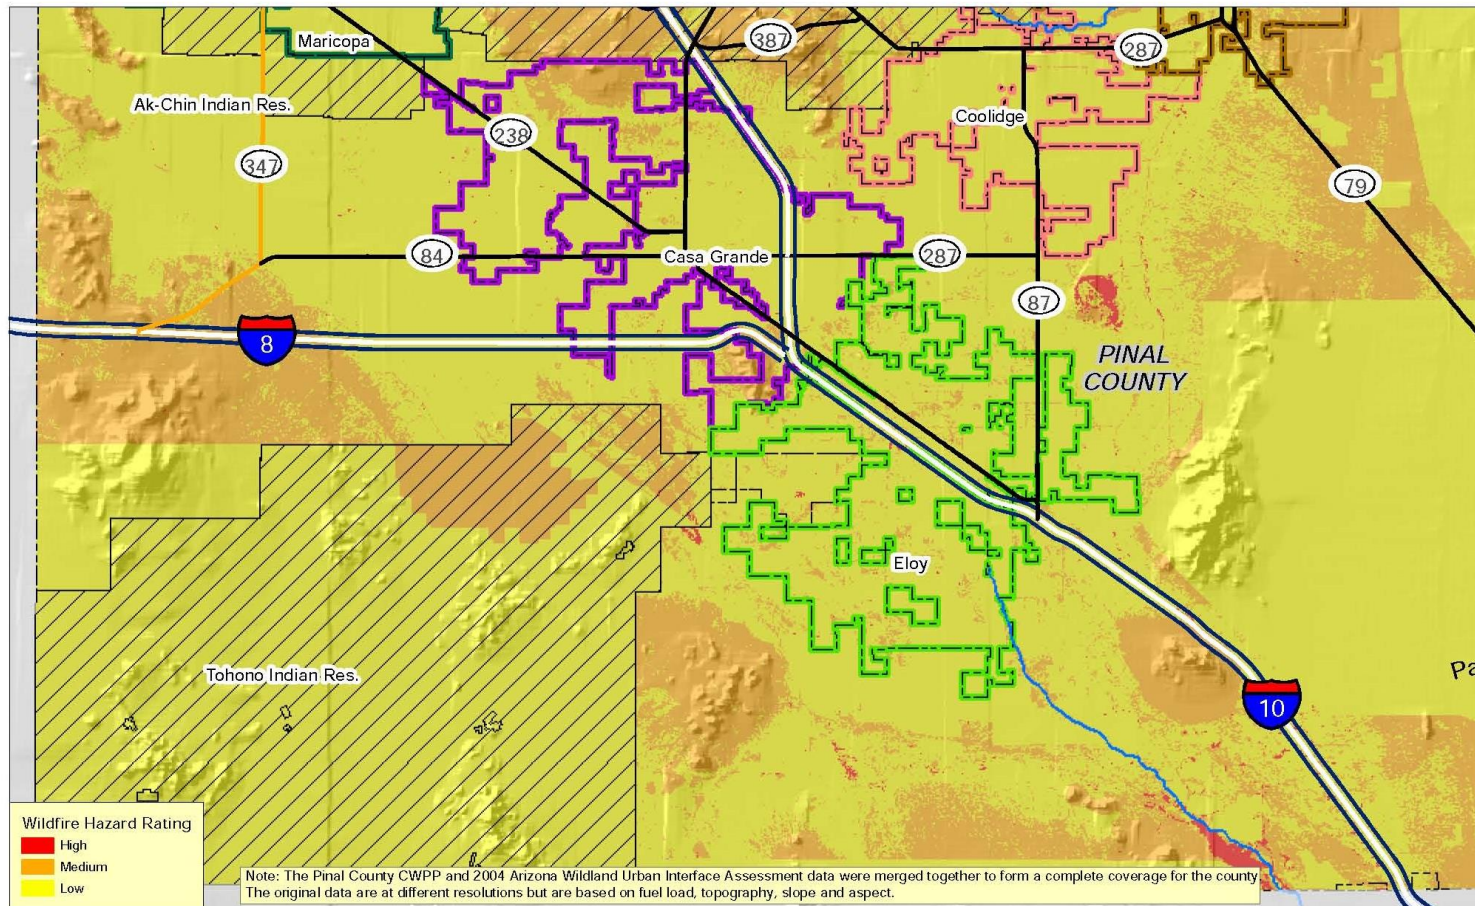 387
287
Maricopa
Ak-Chin Indian Res.
Coolidge
238
347
79
84
Casa Grande
287
87
8
PINAL
COUNTY
Eloy
Tohono Indian Res.
Pa
10
Wildfire Hazard Rating
High
Medium
Low
Note: The Pinal County CWPP and 2004 Arizona Wildland Urban Interface Assessment data were merged together to form a complete coverage for the county
The original data are at different resolutions but are based on fuel load, topography, slope and aspect.